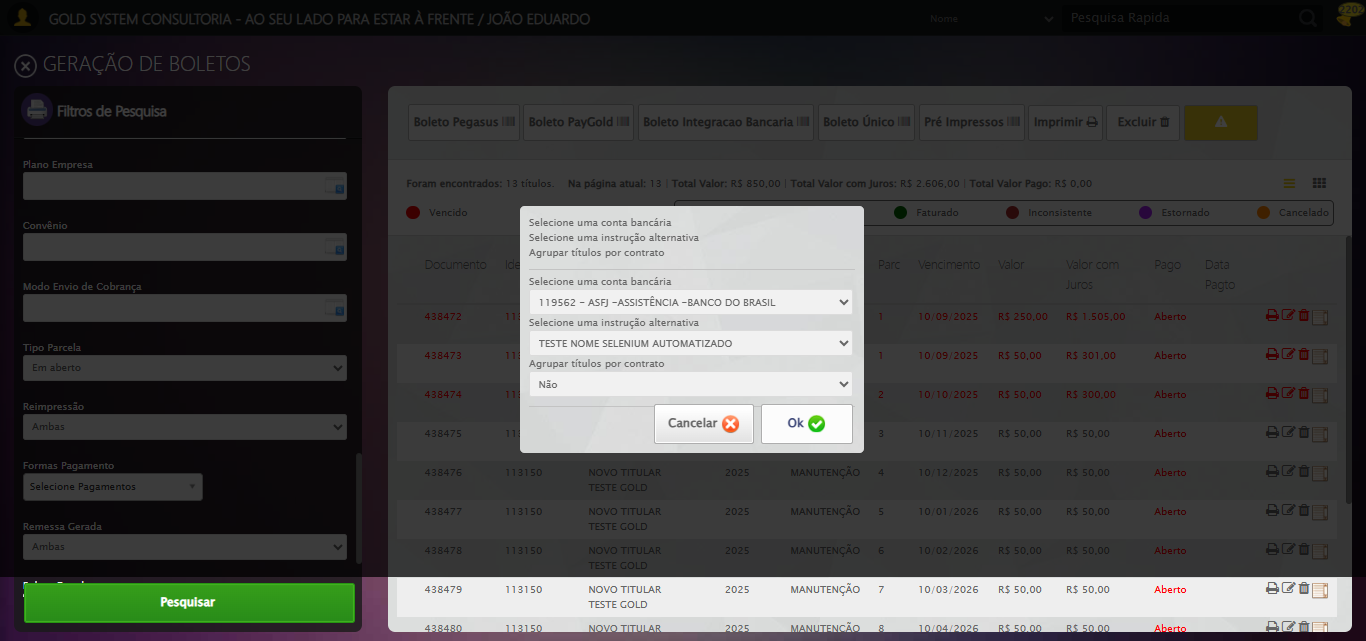 GOLD SYSTEM CONSULTORIA - AO SEU LADO PARA ESTAR À FRENTE / JOÃO EDUARDO
Nome
Pesquisa Rapida
GERAÇÃO DE BOLETOS
Filtros de Pesquisa
Plano Empresa
Convênio
Modo Envio de Cobrança
Tipo Parcela
Em aberto
Reimpressão
Ambas
Formas Pagamento
Selecione Pagamentos
Remessa Gerada
Ambas
Pesquisar
Boleto Pegasus Boleto PayGold Boleto Integracao Bancaria Boleto Único Pré Impressos Imprimir Excluir
Foram encontrados: 13 títulos. Na página atual: 13 | Total Valor: R$ 850,00 | Total Valor com Juros: R$ 2.606,00 | Total Valor Pago: R$ 0,00
Vencido Faturado Inconsistente Estornado Cancelado
Documento Ide Parc Vencimento Valor Valor com Juros Pago Data Pagto
438472 1 10/09/2025 R$ 250,00 R$ 1.505,00 Aberto
438473 1 10/09/2025 R$ 50,00 R$ 301,00 Aberto
438474 2 10/10/2025 R$ 50,00 R$ 300,00 Aberto
438475 3 10/11/2025 R$ 50,00 R$ 50,00 Aberto
438476 113150 NOVO TITULAR TESTE GOLD 2025 MANUTENÇÃO 4 10/12/2025 R$ 50,00 R$ 50,00 Aberto
438477 113150 NOVO TITULAR TESTE GOLD 2025 MANUTENÇÃO 5 10/01/2026 R$ 50,00 R$ 50,00 Aberto
438478 113150 NOVO TITULAR TESTE GOLD 2025 MANUTENÇÃO 6 10/02/2026 R$ 50,00 R$ 50,00 Aberto
438479 113150 NOVO TITULAR TESTE GOLD 2025 MANUTENÇÃO 7 10/03/2026 R$ 50,00 R$ 50,00 Aberto
438480 113150 NOVO TITULAR 2025 MANUTENÇÃO 8 10/04/2026 R$ 50,00 R$ 50,00 Aberto
Selecione uma conta bancária
Selecione uma instrução alternativa
Agrupar títulos por contrato
Selecione uma conta bancária
119562 - ASFJ -ASSISTÊNCIA -BANCO DO BRASIL
Selecione uma instrução alternativa
TESTE NOME SELENIUM AUTOMATIZADO
Agrupar títulos por contrato
Não
Cancelar Ok